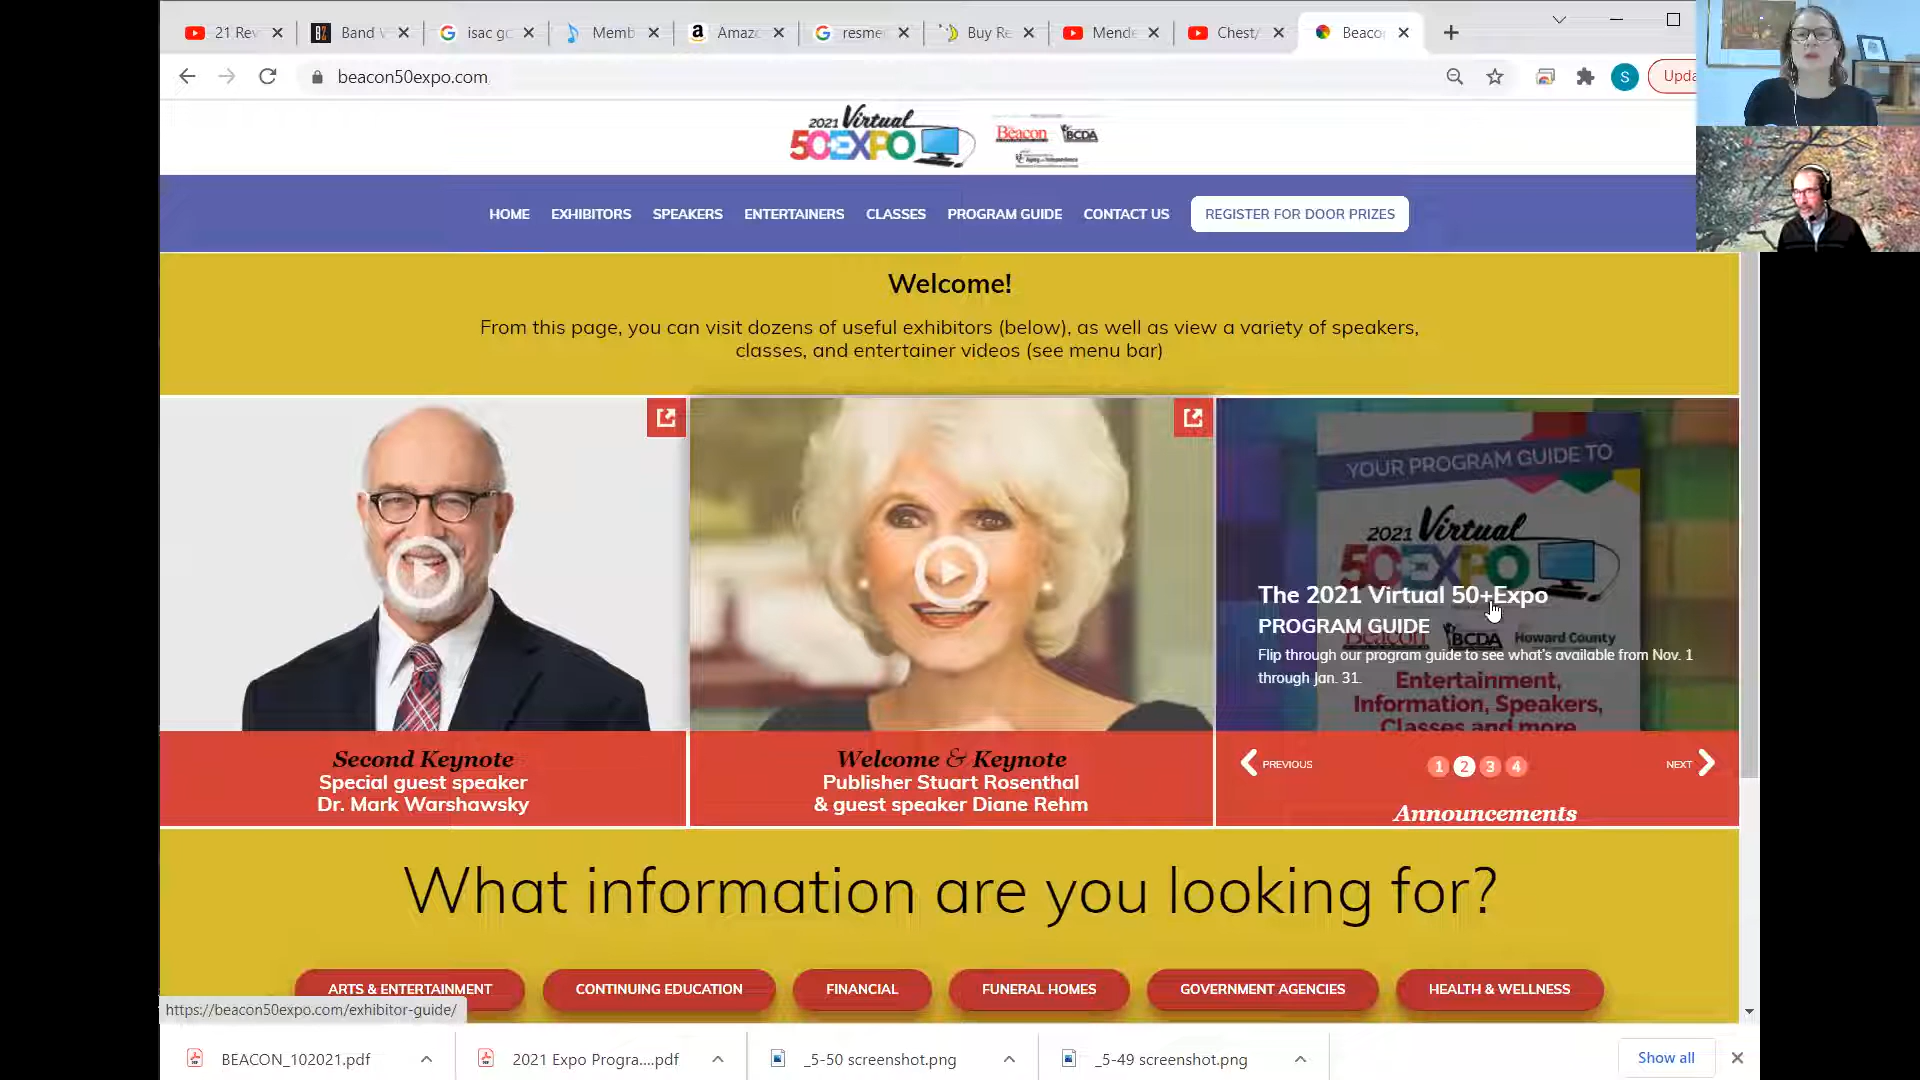 21 Rev
Band
isac gc
Memb
Amaz
resme
Buy Re
Mende
Chest/
Beaco
beacon50expo.com
S
Upda
2021 Virtual
50+EXPO
Beacon
BCDA
HOME
EXHIBITORS
SPEAKERS
ENTERTAINERS
CLASSES
PROGRAM GUIDE
CONTACT US
REGISTER FOR DOOR PRIZES
Welcome!
From this page, you can visit dozens of useful exhibitors (below), as well as view a variety of speakers,
classes, and entertainer videos (see menu bar)
Second Keynote
Special guest speaker
Dr. Mark Warshawsky
Welcome & Keynote
Publisher Stuart Rosenthal
& guest speaker Diane Rehm
YOUR PROGRAM GUIDE TO
2021 Virtual
50+EXPO
The 2021 Virtual 50+Expo
PROGRAM GUIDE
Beacon BCDA Howard County
Flip through our program guide to see what's available from Nov. 1
through Jan. 31.
Entertainment,
Information, Speakers,
Classes and more
PREVIOUS
1 2 3 4
NEXT
Announcements
What information are you looking for?
ARTS & ENTERTAINMENT
CONTINUING EDUCATION
FINANCIAL
FUNERAL HOMES
GOVERNMENT AGENCIES
HEALTH & WELLNESS
https://beacon50expo.com/exhibitor-guide/
BEACON_102021.pdf
2021 Expo Progra....pdf
_5-50 screenshot.png
_5-49 screenshot.png
Show all